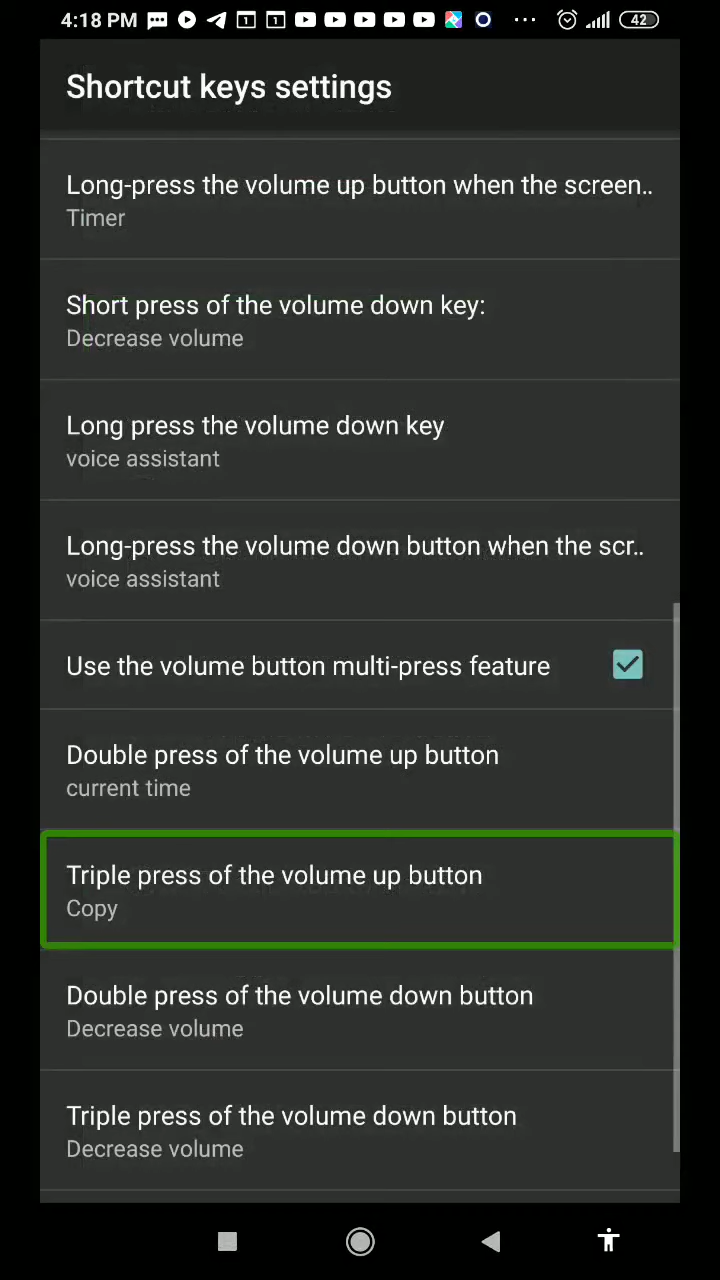 4:18 PM 1 1 42
Shortcut keys settings
Long-press the volume up button when the screen..
Timer
Short press of the volume down key:
Decrease volume
Long press the volume down key
voice assistant
Long-press the volume down button when the scr..
voice assistant
Use the volume button multi-press feature
Double press of the volume up button
current time
Triple press of the volume up button
Copy
Double press of the volume down button
Decrease volume
Triple press of the volume down button
Decrease volume